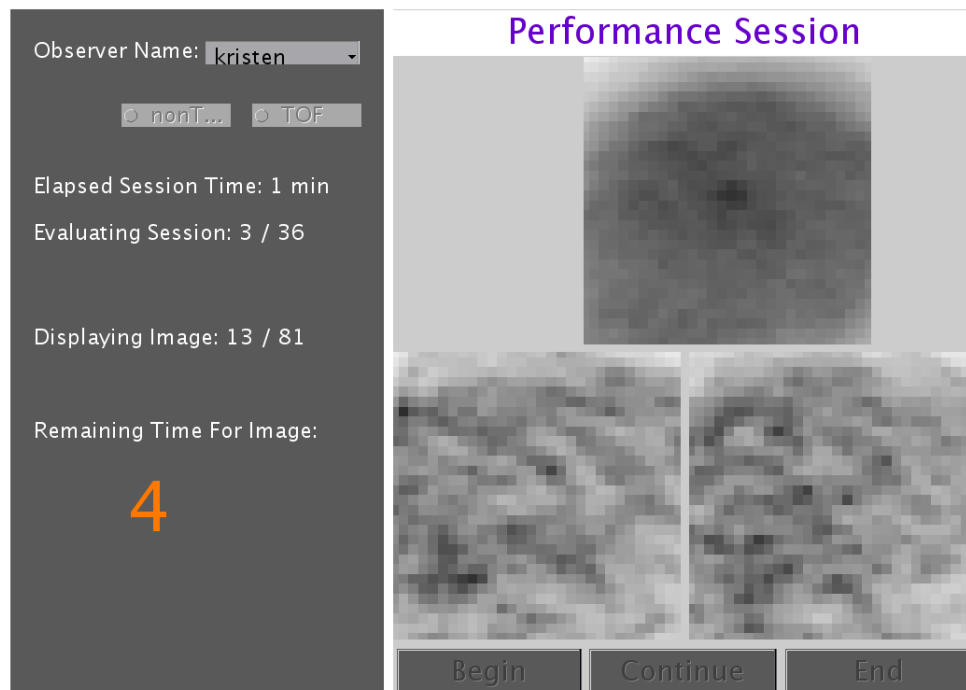 Observer Name: kristen
nonT... TOF
Elapsed Session Time: 1 min
Evaluating Session: 3 / 36
Displaying Image: 13 / 81
Remaining Time For Image:
4
Performance Session
Begin Continue End